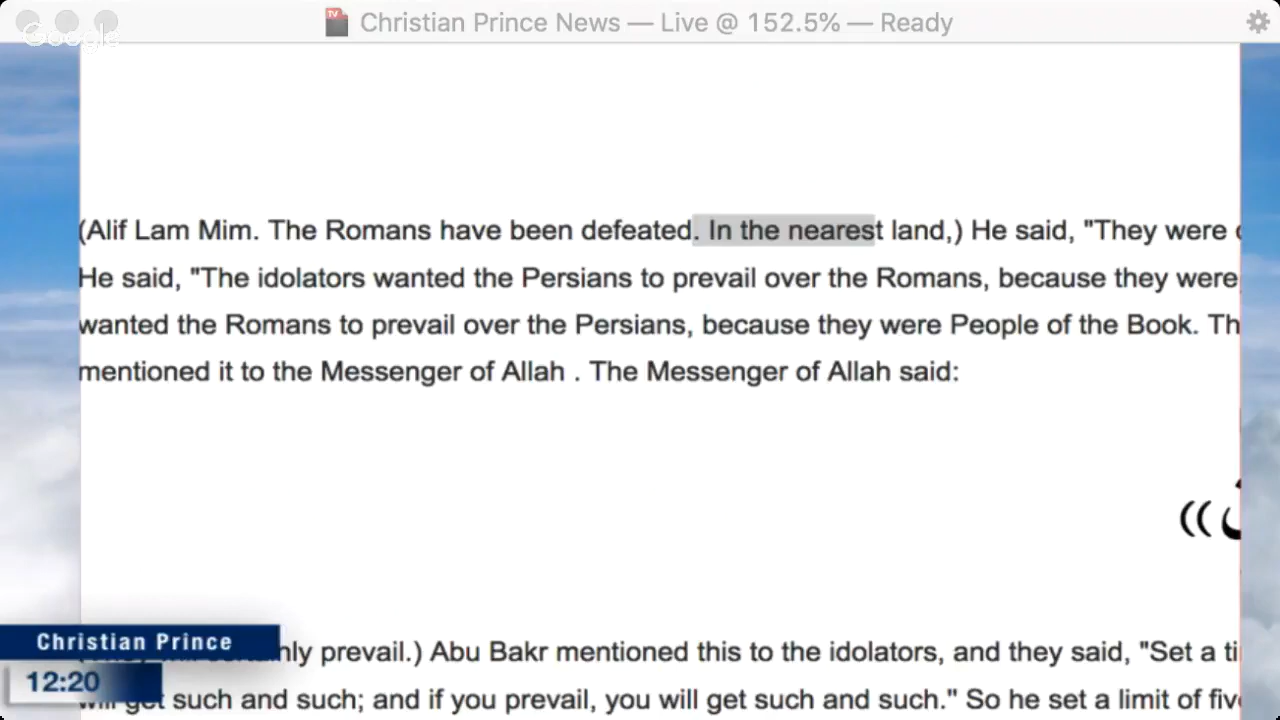 Christian Prince News — Live @ 152.5% — Ready
Google
(Alif Lam Mim. The Romans have been defeated. In the nearest land,) He said, "They were
He said, "The idolators wanted the Persians to prevail over the Romans, because they were
wanted the Romans to prevail over the Persians, because they were People of the Book. Th
mentioned it to the Messenger of Allah . The Messenger of Allah said:
((
prevail.) Abu Bakr mentioned this to the idolators, and they said, "Set a ti
will get such and such; and if you prevail, you will get such and such." So he set a limit of five
Christian Prince
12:20